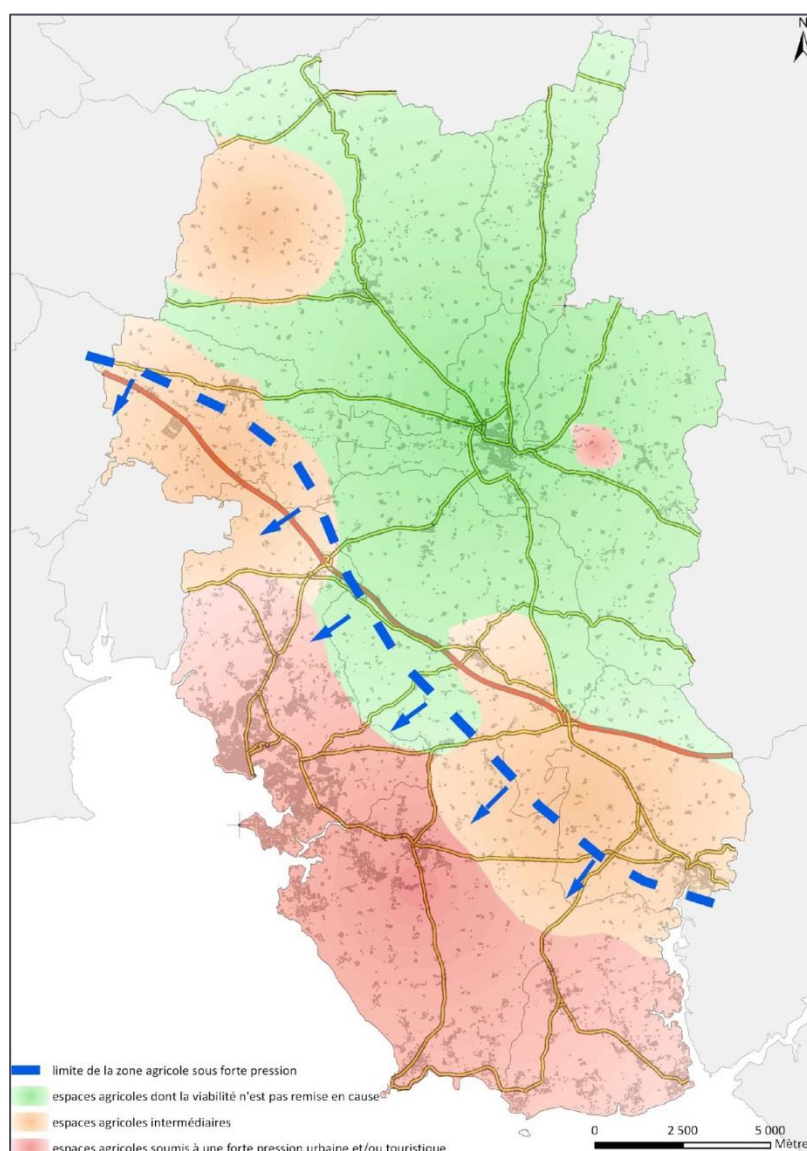 N
limite de la zone agricole sous forte pression
espaces agricoles dont la viabilité n'est pas remise en cause
espaces agricoles intermédiaires
espaces agricoles soumis à une forte pression urbaine et/ou touristique
0 2 500 5 000
Mètre